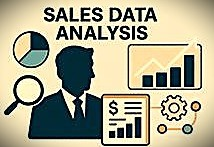 SALES DATA
ANALYSIS
$